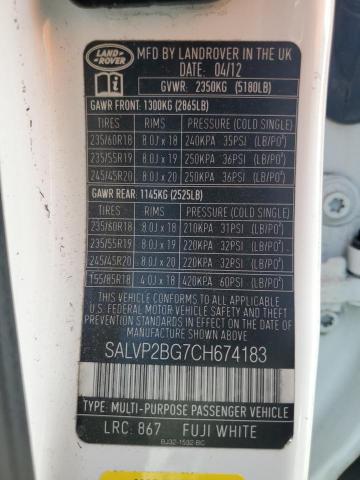 LAND-
ROVER
MFD. BY LANDROVER IN THE UK
DATE: 04/12
GVWR: 2350KG (5180LB)
GAWR FRONT: 1300KG (2865LB)
TIRES RIMS PRESSURE (COLD SINGLE)
235/60R18 8.0J x 18 240KPA 35PSI (LB/PO²)
235/55R19 8.0J x 19 250KPA 36PSI (LB/PO²)
245/45R20 8.0J x 20 250KPA 36PSI (LB/PO²)
GAWR REAR: 1145KG (2525LB)
TIRES RIMS PRESSURE (COLD SINGLE)
235/60R18 8.0J x 18 210KPA 31PSI (LB/PO²)
235/55R19 8.0J x 19 220KPA 32PSI (LB/PO²)
245/45R20 8.0J x 20 220KPA 32PSI (LB/PO²)
T55/85R18 4.0J x 18 420KPA 60PSI (LB/PO²)
THIS VEHICLE CONFORMS TO ALL APPLICABLE
U.S. FEDERAL MOTOR VEHICLE SAFETY AND
THEFT PREVENTION STANDARDS IN
EFFECT ON THE DATE OF
MANUFACTURE SHOWN
ABOVE.
SALVP2BG7CH674183
TYPE: MULTI-PURPOSE PASSENGER VEHICLE
LRC: 867 FUJI WHITE
BJ32-1532-BC